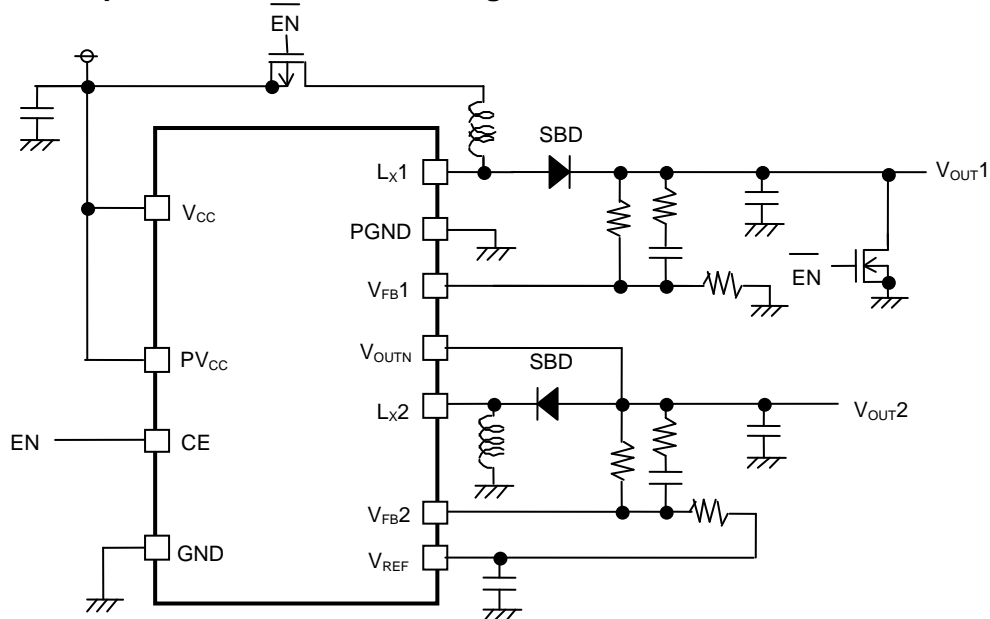 EN
SBD
LX1
VOUT1
VCC
PGND
EN
VFB1
VOUTN
SBD
PVCC
LX2
VOUT2
EN
CE
VFB2
GND
VREF